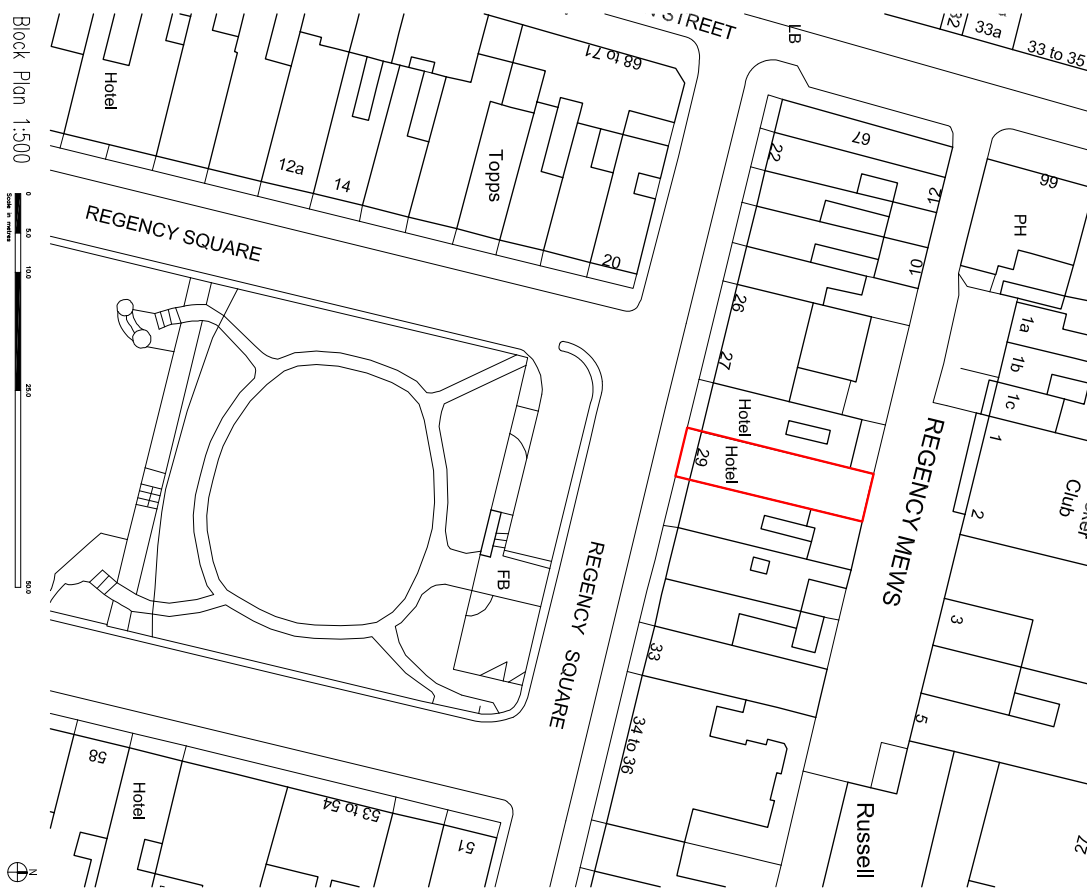 Block Plan 1:500
Scale in metres
0
5.0
10.0
25.0
50.0
Hotel
12a
14
Topps
68 to 71
20
STREET
LB
REGENCY SQUARE
32
33a
33 to 35
67
22
12
10
26
27
Hotel
Hotel
29
33
34 to 36
REGENCY SQUARE
FB
66
PH
1a
1b
1c
1
2
Club
3
5
REGENCY MEWS
Russell
27
58
Hotel
53 to 54
51
N